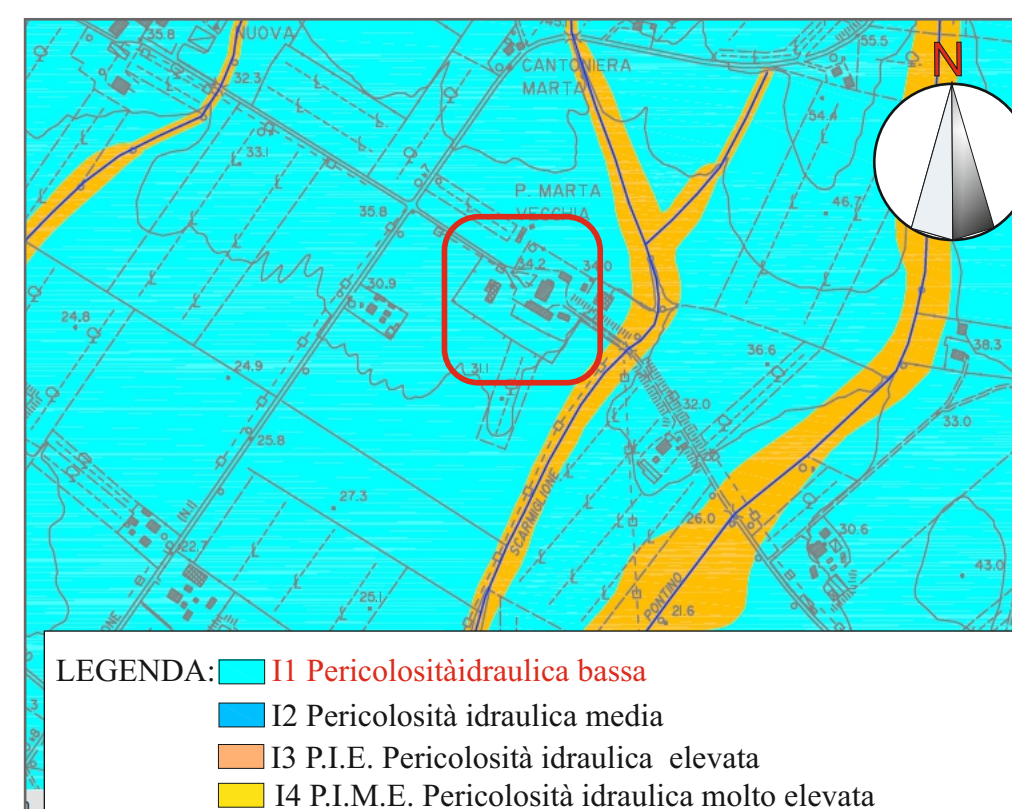 35.8
NUOVA
55.5
N
32.3
CANTONIERA
MARTA
54.4
33.1
P. MARTA
VECCHIA
46.7
35.8
34.2
34.0
30.9
24.8
36.6
38.3
24.9
31.1
32.0
33.0
25.8
SCARMIGLIONE
27.3
26.0
30.6
22.7
43.0
25.1
PONTINO
21.6
LEGENDA:
I1 Pericolositàidraulica bassa
I2 Pericolosità idraulica media
I3 P.I.E. Pericolosità idraulica elevata
I4 P.I.M.E. Pericolosità idraulica molto elevata